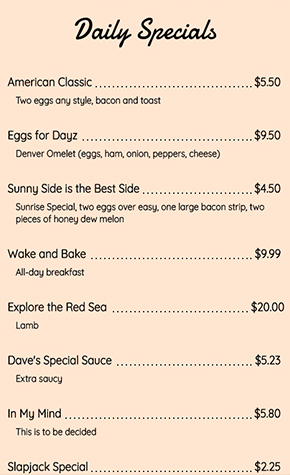 Daily Specials
American Classic ........................................ $5.50
Two eggs any style, bacon and toast
Eggs for Dayz ........................................ $9.50
Denver Omelet (eggs, ham, onion, peppers, cheese)
Sunny Side is the Best Side ........................... $4.50
Sunrise Special, two eggs over easy, one large bacon strip, two
pieces of honey dew melon
Wake and Bake ........................................ $9.99
All-day breakfast
Explore the Red Sea ................................... $20.00
Lamb
Dave's Special Sauce .................................. $5.23
Extra saucy
In My Mind ............................................. $5.80
This is to be decided
Slapjack Special ........................................ $2.25